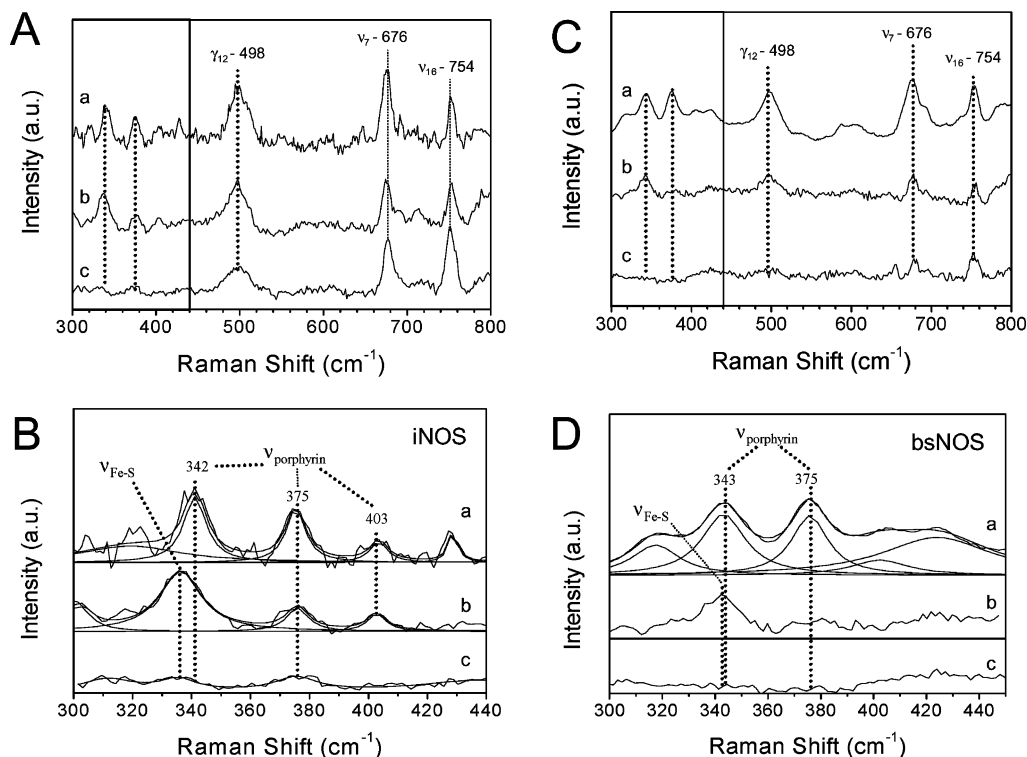 A
γ12 - 498
ν7 - 676
ν16 - 754
a
b
c
Intensity (a.u.)
300 400 500 600 700 800
Raman Shift (cm-1)
C
γ12 - 498
ν7 - 676
ν16 - 754
a
b
c
Intensity (a.u.)
300 400 500 600 700 800
Raman Shift (cm-1)
B
iNOS
νFe-S
νporphyrin
342
375
403
a
b
c
Intensity (a.u.)
300 320 340 360 380 400 420 440
Raman Shift (cm-1)
D
bsNOS
νporphyrin
343
375
νFe-S
a
b
c
Intensity (a.u.)
300 320 340 360 380 400 420 440
Raman Shift (cm-1)